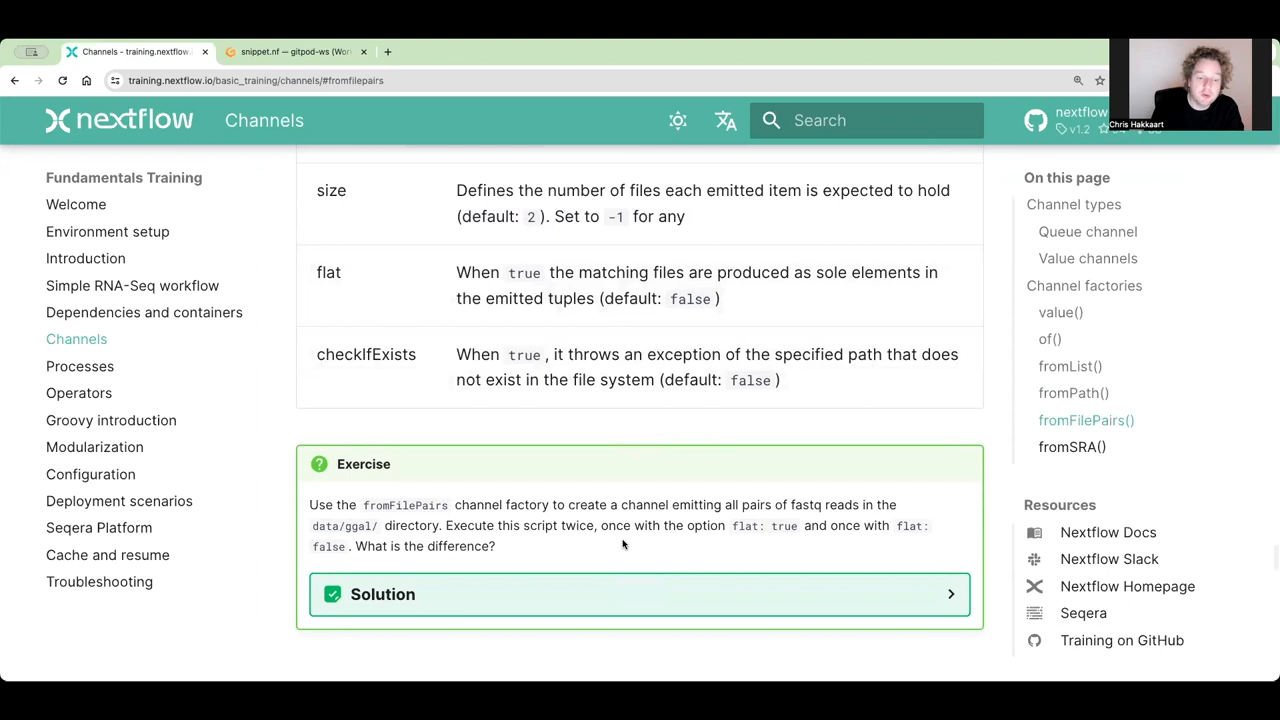 Channels - training.nextflow.
snippet.nf — gitpod-ws (Wor
training.nextflow.io/basic_training/channels/#fromfilepairs
nextflow
Channels
Search
nextflow
v1.2
Chris Hakkaart
Fundamentals Training
Welcome
Environment setup
Introduction
Simple RNA-Seq workflow
Dependencies and containers
Channels
Processes
Operators
Groovy introduction
Modularization
Configuration
Deployment scenarios
Seqera Platform
Cache and resume
Troubleshooting
size
Defines the number of files each emitted item is expected to hold
(default: 2 ). Set to -1 for any
flat
When true the matching files are produced as sole elements in
the emitted tuples (default: false )
checkIfExists
When true , it throws an exception of the specified path that does
not exist in the file system (default: false )
Exercise
Use the fromFilePairs channel factory to create a channel emitting all pairs of fastq reads in the
data/ggal/ directory. Execute this script twice, once with the option flat: true and once with flat:
false . What is the difference?
Solution
On this page
Channel types
Queue channel
Value channels
Channel factories
value()
of()
fromList()
fromPath()
fromFilePairs()
fromSRA()
Resources
Nextflow Docs
Nextflow Slack
Nextflow Homepage
Seqera
Training on GitHub